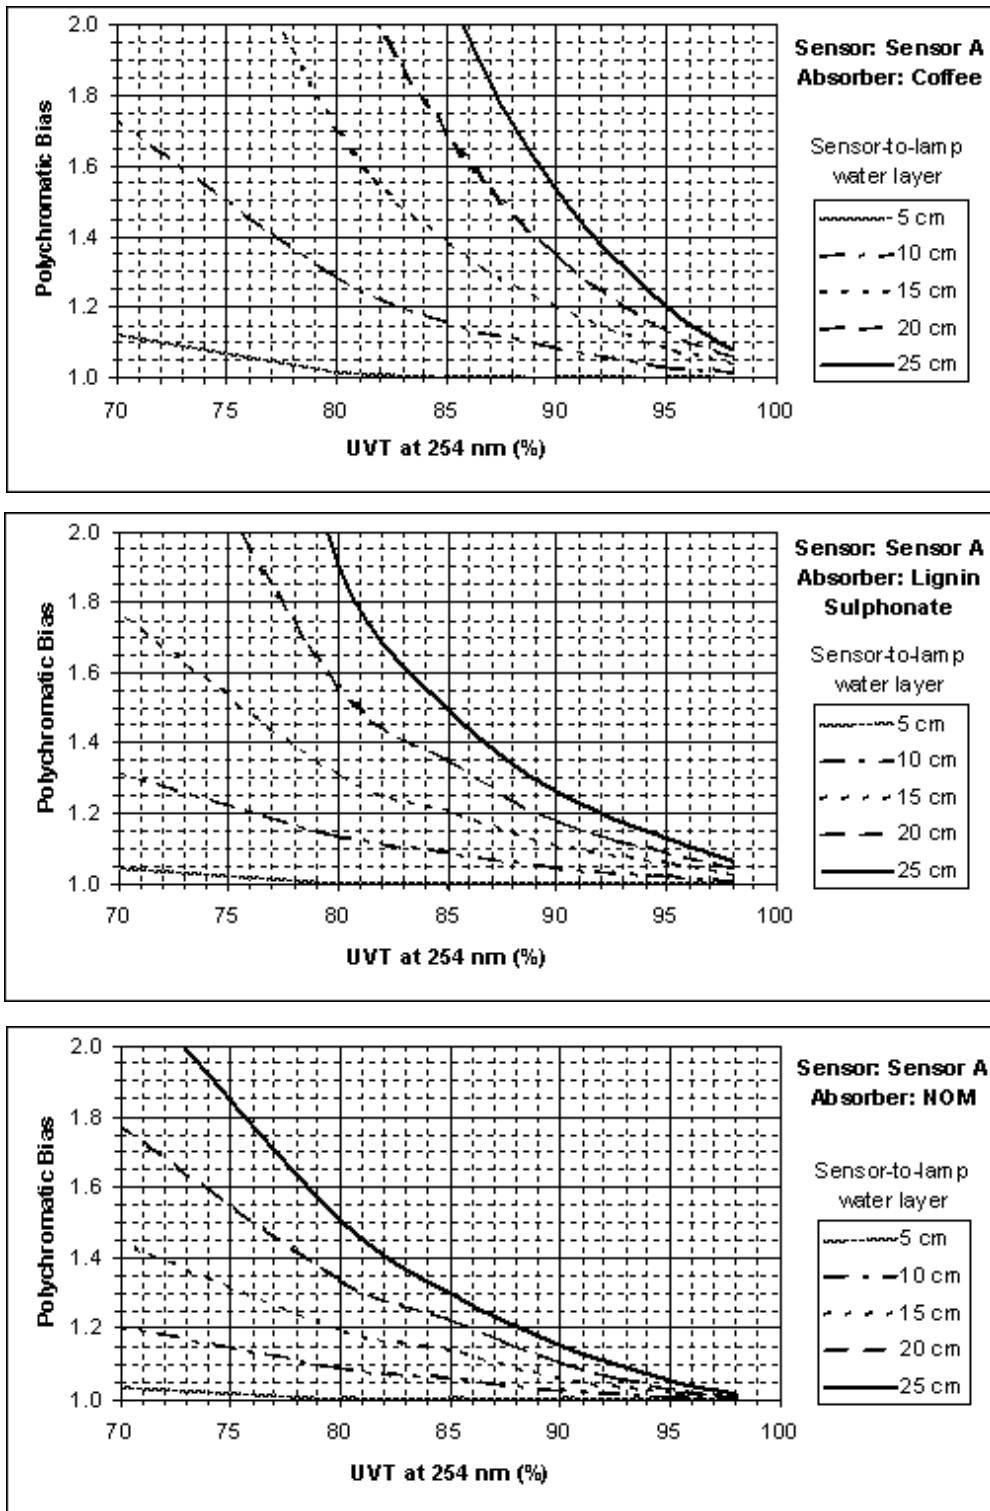 2.0
1.8
1.6
1.4
1.2
1.0
Polychromatic Bias
70 75 80 85 90 95 100
UVT at 254 nm (%)
Sensor: Sensor A
Absorber: Coffee
Sensor-to-lamp
water layer
5 cm
10 cm
15 cm
20 cm
25 cm
2.0
1.8
1.6
1.4
1.2
1.0
Polychromatic Bias
70 75 80 85 90 95 100
UVT at 254 nm (%)
Sensor: Sensor A
Absorber: Lignin
Sulphonate
Sensor-to-lamp
water layer
5 cm
10 cm
15 cm
20 cm
25 cm
2.0
1.8
1.6
1.4
1.2
1.0
Polychromatic Bias
70 75 80 85 90 95 100
UVT at 254 nm (%)
Sensor: Sensor A
Absorber: NOM
Sensor-to-lamp
water layer
5 cm
10 cm
15 cm
20 cm
25 cm